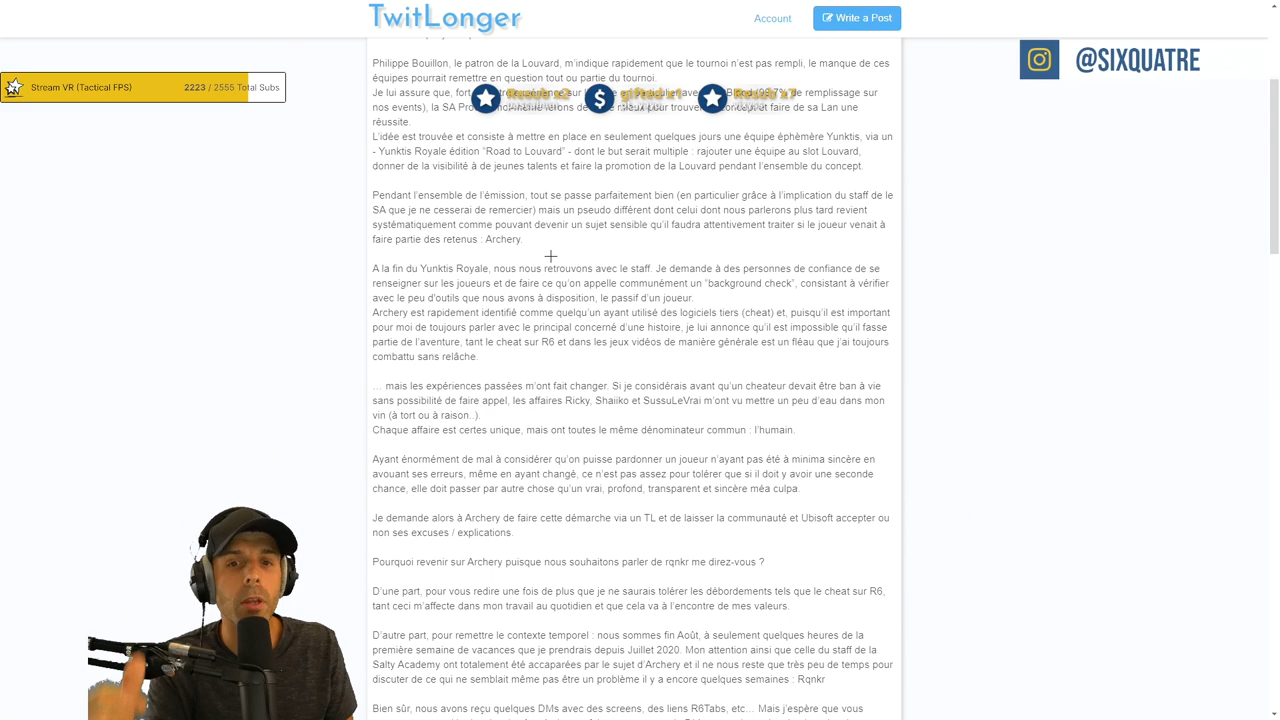 TwitLonger
Account
Write a Post
@SIXQUATRE
Stream VR (Tactical FPS)
2223 / 2555 Total Subs
Philippe Bouillon, le patron de la Louvard, m'indique rapidement que le tournoi n'est pas rempli, le manque de ces
équipes pourrait remettre en question tout ou partie du tournoi.
Je lui assure que, fort
de remplissage sur
nos events), la SA
de sa Lan une
réussite.
L'idée est trouvée et consiste à mettre en place en seulement quelques jours une équipe éphémère Yunktis, via un
- Yunktis Royale édition "Road to Louvard" - dont le but serait multiple : rajouter une équipe au slot Louvard,
donner de la visibilité à de jeunes talents et faire la promotion de la Louvard pendant l'ensemble du concept.
Pendant l'ensemble de l'émission, tout se passe parfaitement bien (en particulier grâce à l'implication du staff de le
SA que je ne cesserai de remercier) mais un pseudo différent dont celui dont nous parlerons plus tard revient
systématiquement comme pouvant devenir un sujet sensible qu'il faudra attentivement traiter si le joueur venait à
faire partie des retenus : Archery.
A la fin du Yunktis Royale, nous nous retrouvons avec le staff. Je demande à des personnes de confiance de se
renseigner sur les joueurs et de faire ce qu'on appelle communément un "background check", consistant à vérifier
avec le peu d'outils que nous avons à disposition, le passif d'un joueur.
Archery est rapidement identifié comme quelqu'un ayant utilisé des logiciels tiers (cheat) et, puisqu'il est important
pour moi de toujours parler avec le principal concerné d'une histoire, je lui annonce qu'il est impossible qu'il fasse
partie de l'aventure, tant le cheat sur R6 et dans les jeux vidéos de manière générale est un fléau que j'ai toujours
combattu sans relâche.
... mais les expériences passées m'ont fait changer. Si je considérais avant qu'un cheateur devait être ban à vie
sans possibilité de faire appel, les affaires Ricky, Shaiiko et SussuLeVrai m'ont vu mettre un peu d'eau dans mon
vin (à tort ou à raison..).
Chaque affaire est certes unique, mais ont toutes le même dénominateur commun : l'humain.
Ayant énormément de mal à considérer qu'on puisse pardonner un joueur n'ayant pas été à minima sincère en
avouant ses erreurs, même en ayant changé, ce n'est pas assez pour tolérer que si il doit y avoir une seconde
chance, elle doit passer par autre chose qu'un vrai, profond, transparent et sincère méa culpa.
Je demande alors à Archery de faire cette démarche via un TL et de laisser la communauté et Ubisoft accepter ou
non ses excuses / explications.
Pourquoi revenir sur Archery puisque nous souhaitons parler de rqnkr me direz-vous ?
D'une part, pour vous redire une fois de plus que je ne saurais tolérer les débordements tels que le cheat sur R6,
tant ceci m'affecte dans mon travail au quotidien et que cela va à l'encontre de mes valeurs.
D'autre part, pour remettre le contexte temporel : nous sommes fin Août, à seulement quelques heures de la
première semaine de vacances que je prendrais depuis Juillet 2020. Mon attention ainsi que celle du staff de la
Salty Academy ont totalement été accaparées par le sujet d'Archery et il ne nous reste que très peu de temps pour
discuter de ce qui ne semblait même pas être un problème il y a encore quelques semaines : Rqnkr
Bien sûr, nous avons reçu quelques DMs avec des screens, des liens R6Tabs, etc... Mais j'espère que vous